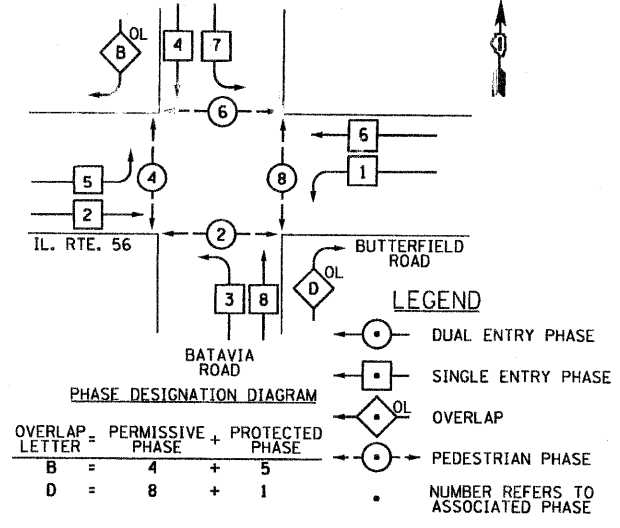 OL
B
4
7
6
6
5
4
8
1
2
IL. RTE. 56
2
BUTTERFIELD
ROAD
OL
D
3
8
BATAVIA
ROAD
LEGEND
DUAL ENTRY PHASE
SINGLE ENTRY PHASE
OL
OVERLAP
PEDESTRIAN PHASE
NUMBER REFERS TO
ASSOCIATED PHASE
PHASE DESIGNATION DIAGRAM
OVERLAP LETTER = PERMISSIVE PHASE + PROTECTED PHASE
B = 4 + 5
D = 8 + 1